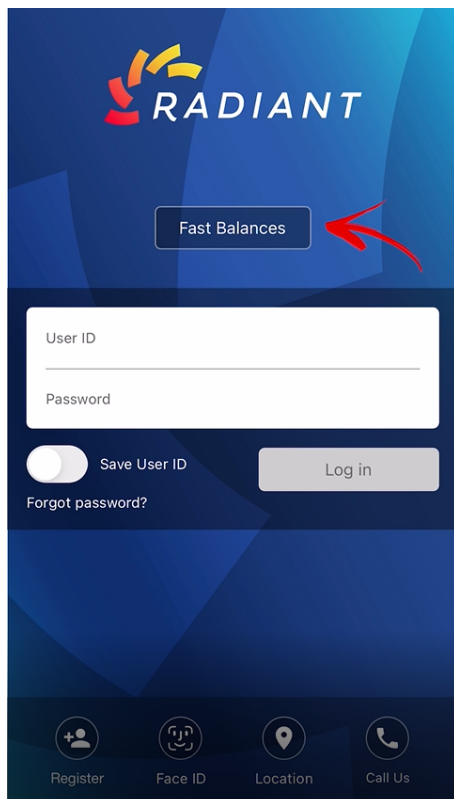 RADIANT
Fast Balances
User ID
Password
Save User ID
Log in
Forgot password?
Register
Face ID
Location
Call Us